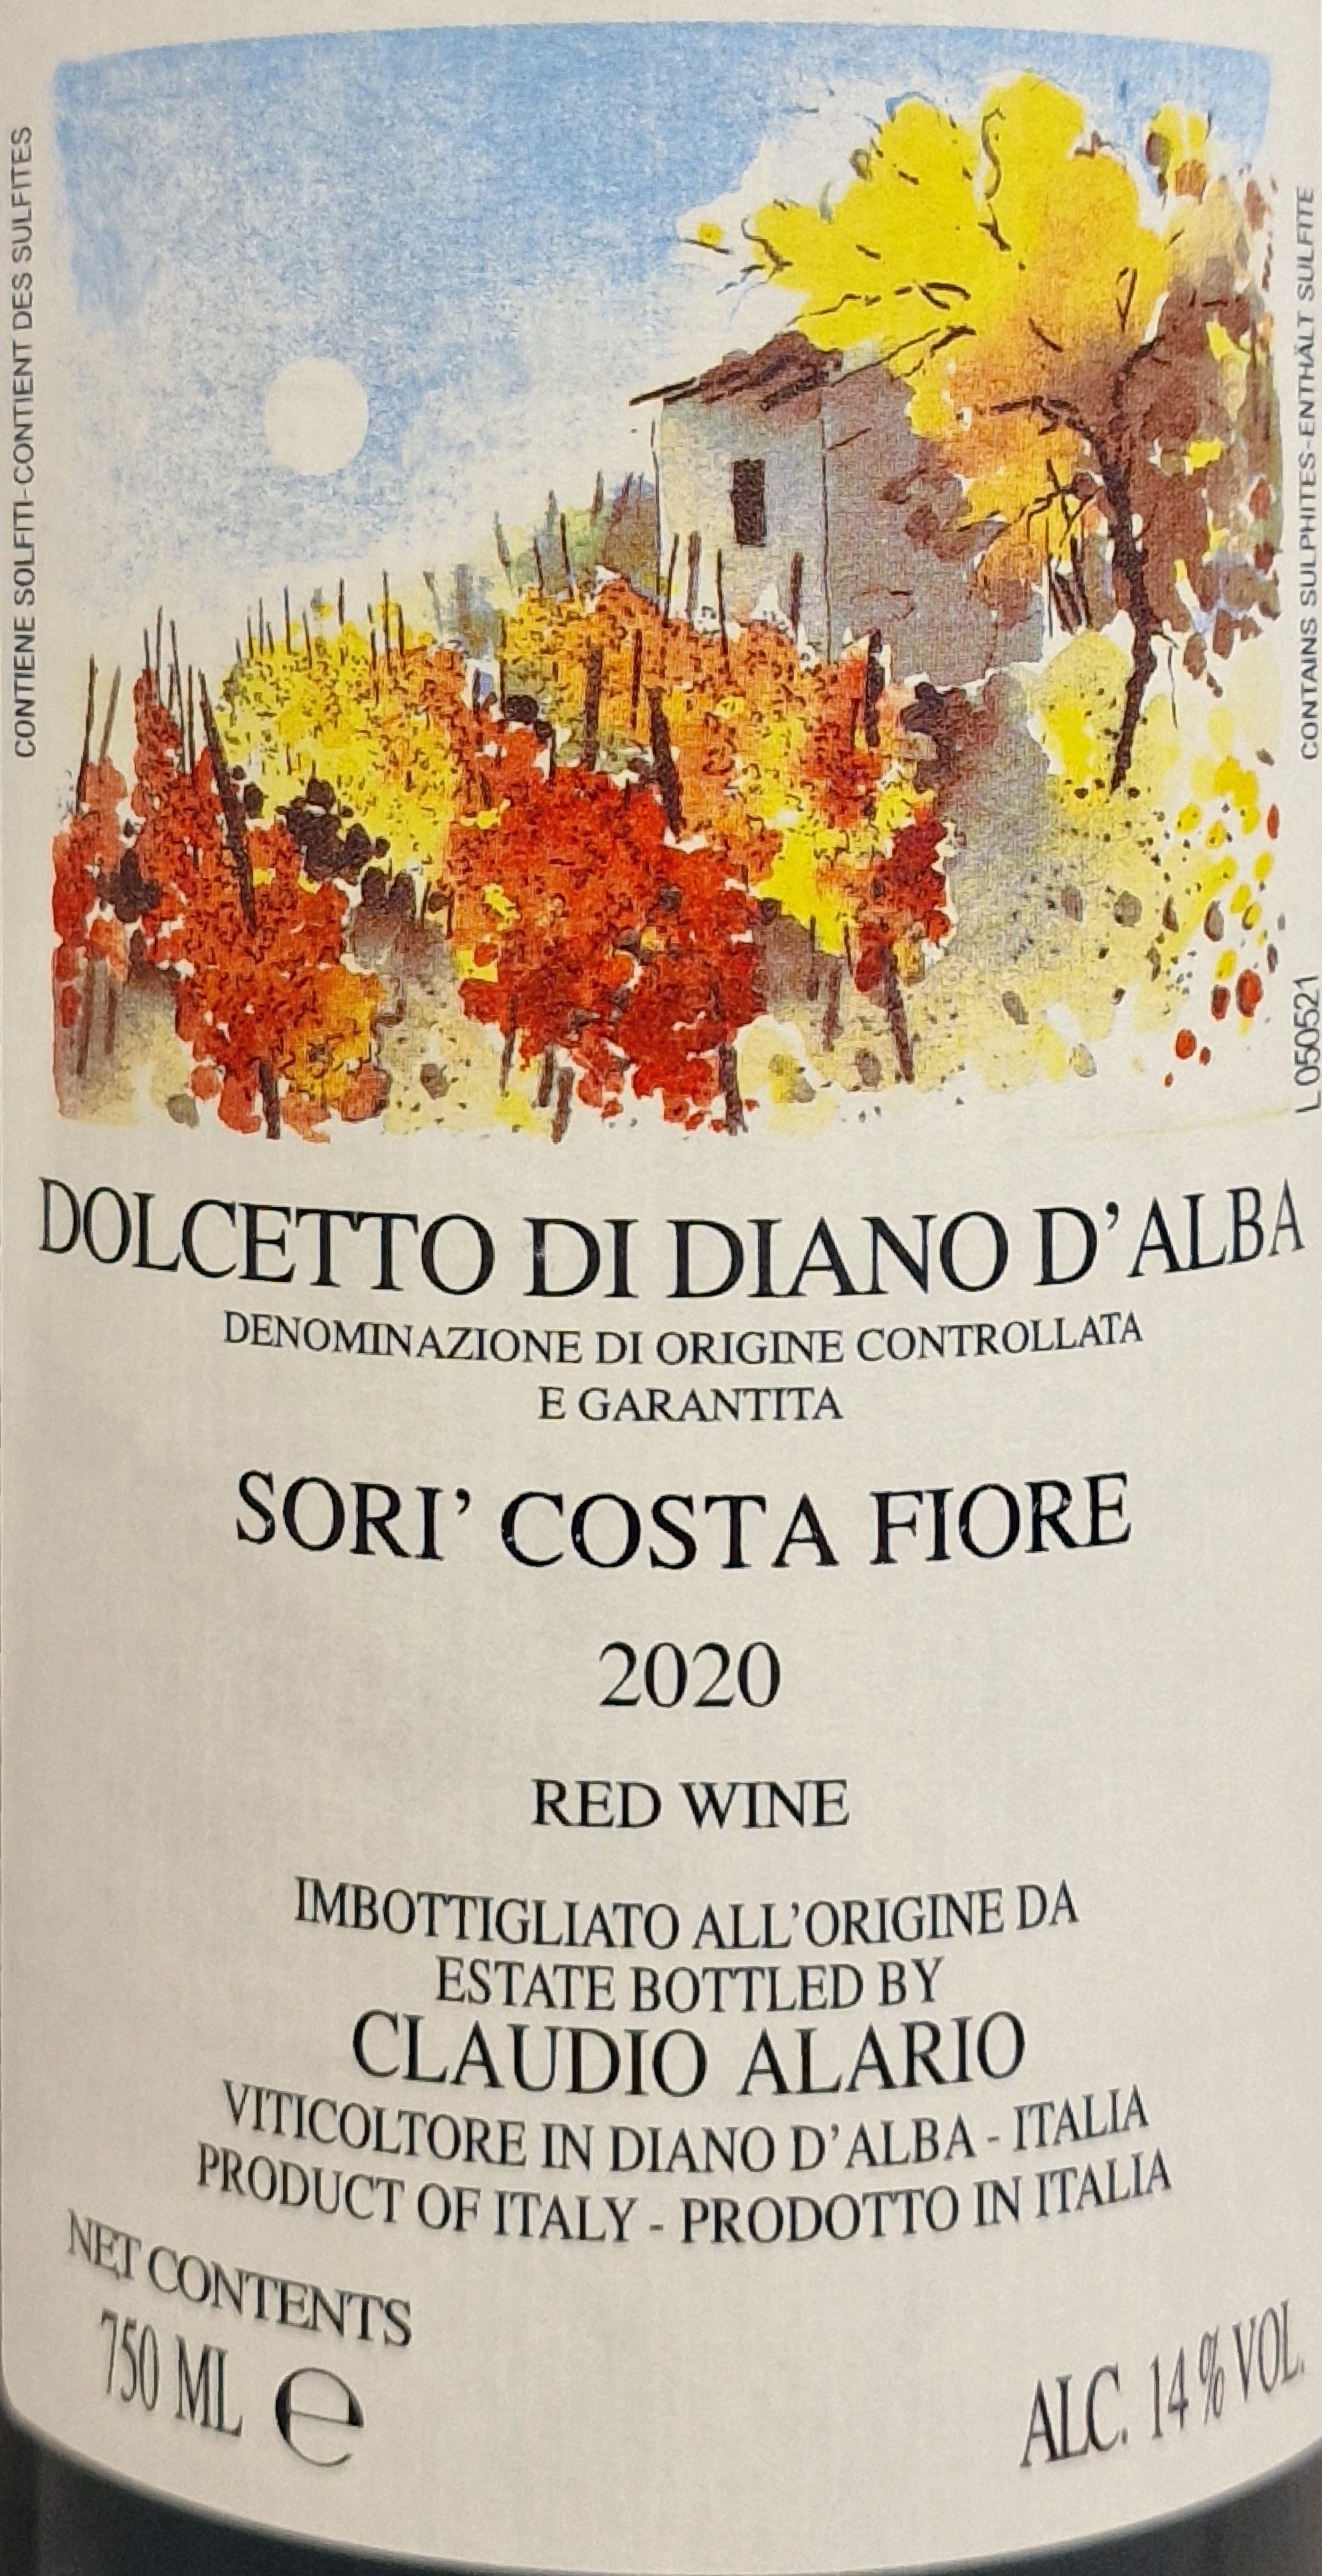 CONTIENE SOLFITI-CONTIENT DES SULFITES
CONTAINS SULPHITES-ENTHÄLT SULFITE
L 050521
DOLCETTO DI DIANO D'ALBA
DENOMINAZIONE DI ORIGINE CONTROLLATA
E GARANTITA
SORI' COSTA FIORE
2020
RED WINE
IMBOTTIGLIATO ALL'ORIGINE DA
ESTATE BOTTLED BY
CLAUDIO ALARIO
VITICOLTORE IN DIANO D'ALBA - ITALIA
PRODUCT OF ITALY - PRODOTTO IN ITALIA
NET CONTENTS
750 ML ℮
ALC. 14% VOL.